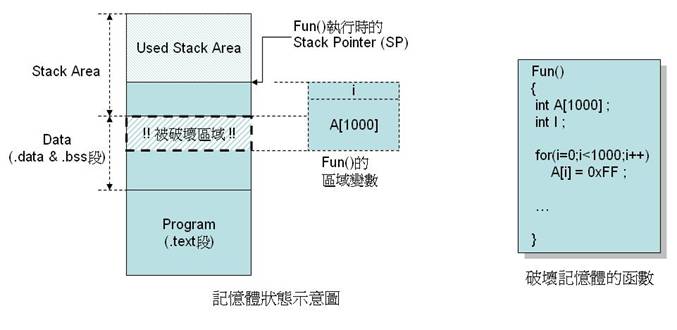 Used Stack Area
Stack Area
Fun()執行時的
Stack Pointer (SP)
i
A[1000]
!! 被破壞區域 !!
Data
(.data & .bss段)
Fun()的
區域變數
Program
(.text段)
記憶體狀態示意圖
Fun()
{
int A[1000] ;
int I ;
for(i=0;i<1000;i++)
A[i] = 0xFF ;
…
}
破壞記憶體的函數